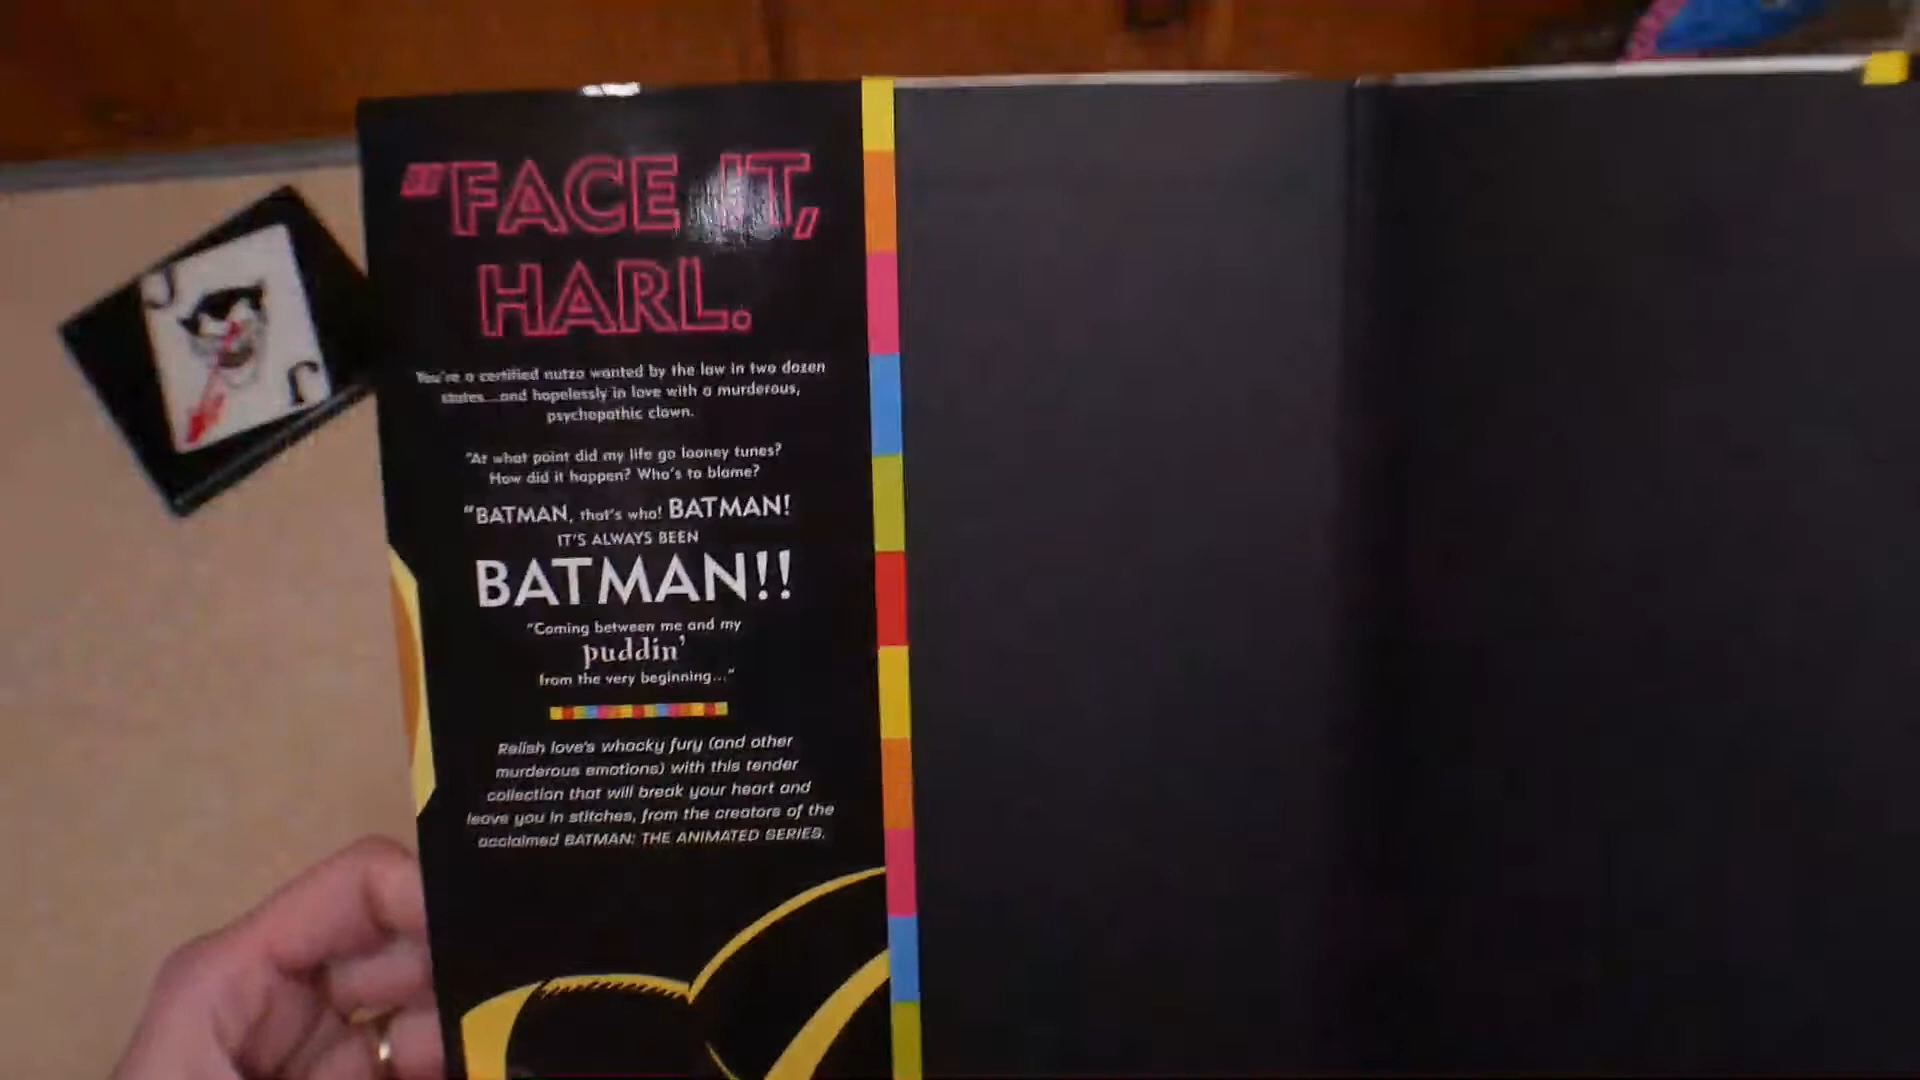 "FACE IT,
HARL.
You're a certified nutzo wanted by the law in two dozen
states...and hopelessly in love with a murderous,
psychopathic clown.
"At what point did my life go looney tunes?
How did it happen? Who's to blame?
"BATMAN, that's who! BATMAN!
IT'S ALWAYS BEEN
BATMAN!!
"Coming between me and my
puddin'
from the very beginning..."
Relish love's whacky fury (and other
murderous emotions) with this tender
collection that will break your heart and
leave you in stitches, from the creators of the
acclaimed BATMAN: THE ANIMATED SERIES.
J
J